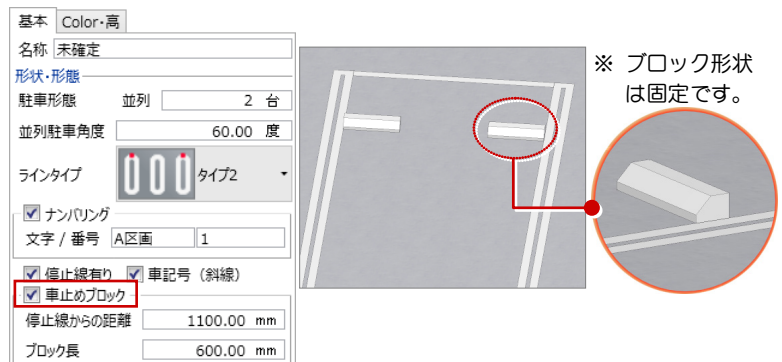 基本 Color・高
名称 未確定
形状・形態
駐車形態 並列 2 台
並列駐車角度 60.00 度
ラインタイプ タイプ2
ナンバリング
文字 / 番号 A区画 1
停止線有り 車記号（斜線）
車止めブロック
停止線からの距離 1100.00 mm
ブロック長 600.00 mm
※ ブロック形状
は固定です。